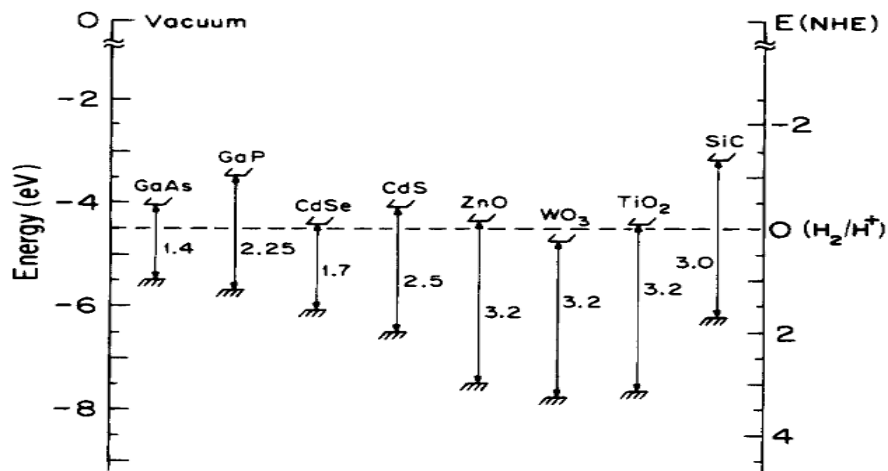 0 Vacuum E (NHE)
-2
-2
GaP SiC
GaAs CdS
-4 CdSe ZnO WO₃ TiO₂
0 (H₂/H⁺)
1.4 2.25 1.7 2.5 3.2 3.2 3.2 3.0
Energy (eV)
-6
2
-8
4